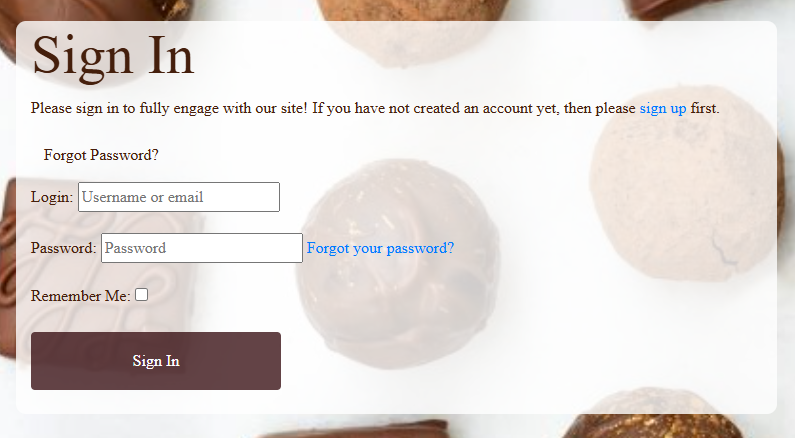 Sign In
Please sign in to fully engage with our site! If you have not created an account yet, then please sign up first.
Forgot Password?
Login: Username or email
Password: Password Forgot your password?
Remember Me:
Sign In